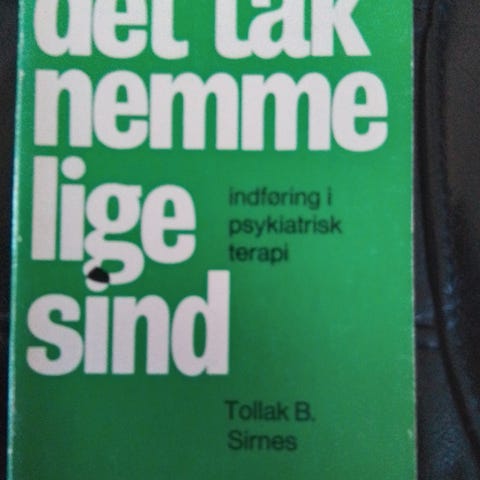 det tak
nemme
lige
sind
indføring i
psykiatrisk
terapi
Tollak B.
Sirnes